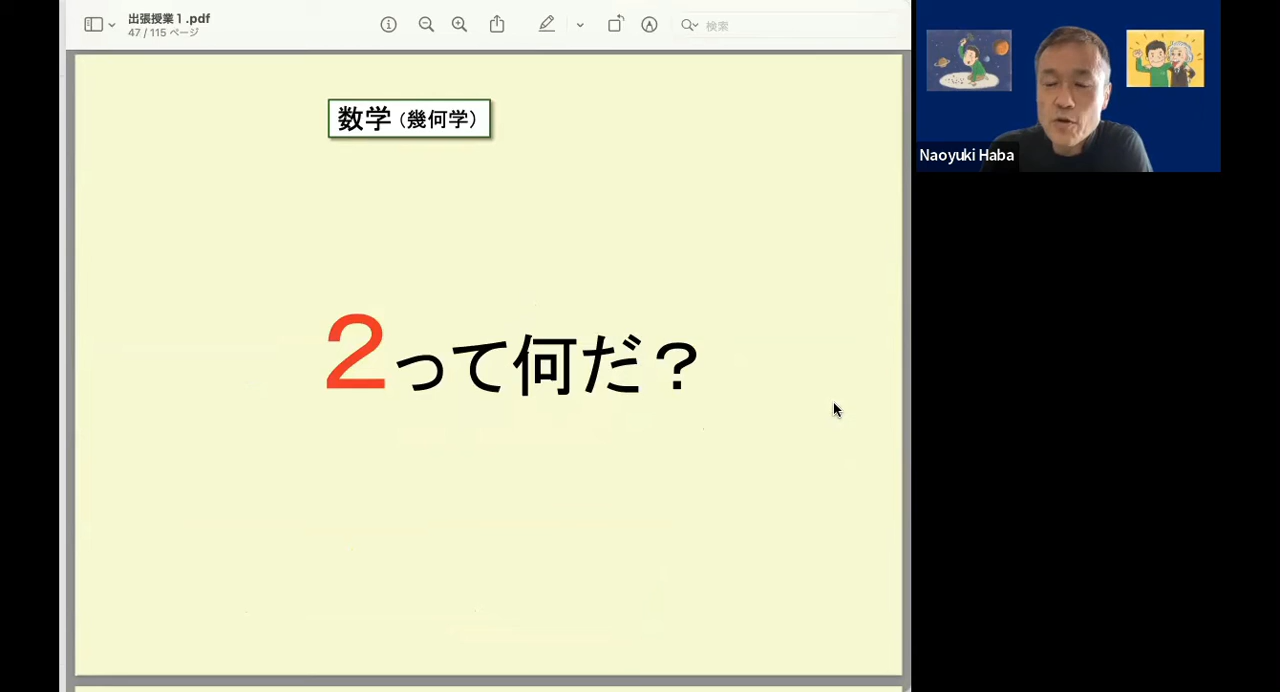 出張授業１.pdf
47 / 115 ページ
検索
数学（幾何学）
２って何だ？
Naoyuki Haba